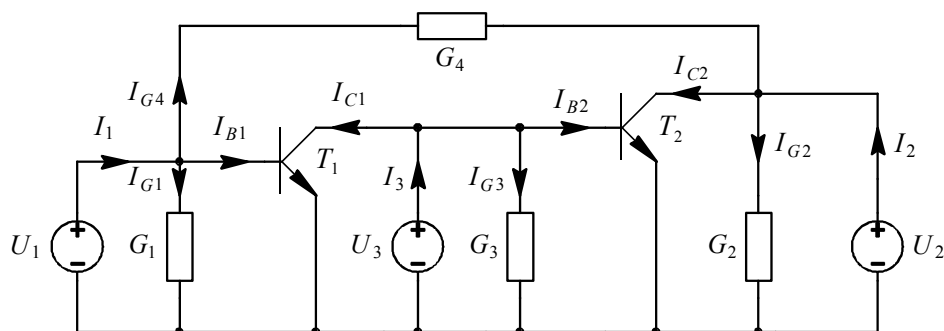 G4
IG4 IC1 IB2 IC2
I1 IB1 T1 T2
IG1 I3 IG3 IG2 I2
U1 G1 U3 G3 G2 U2